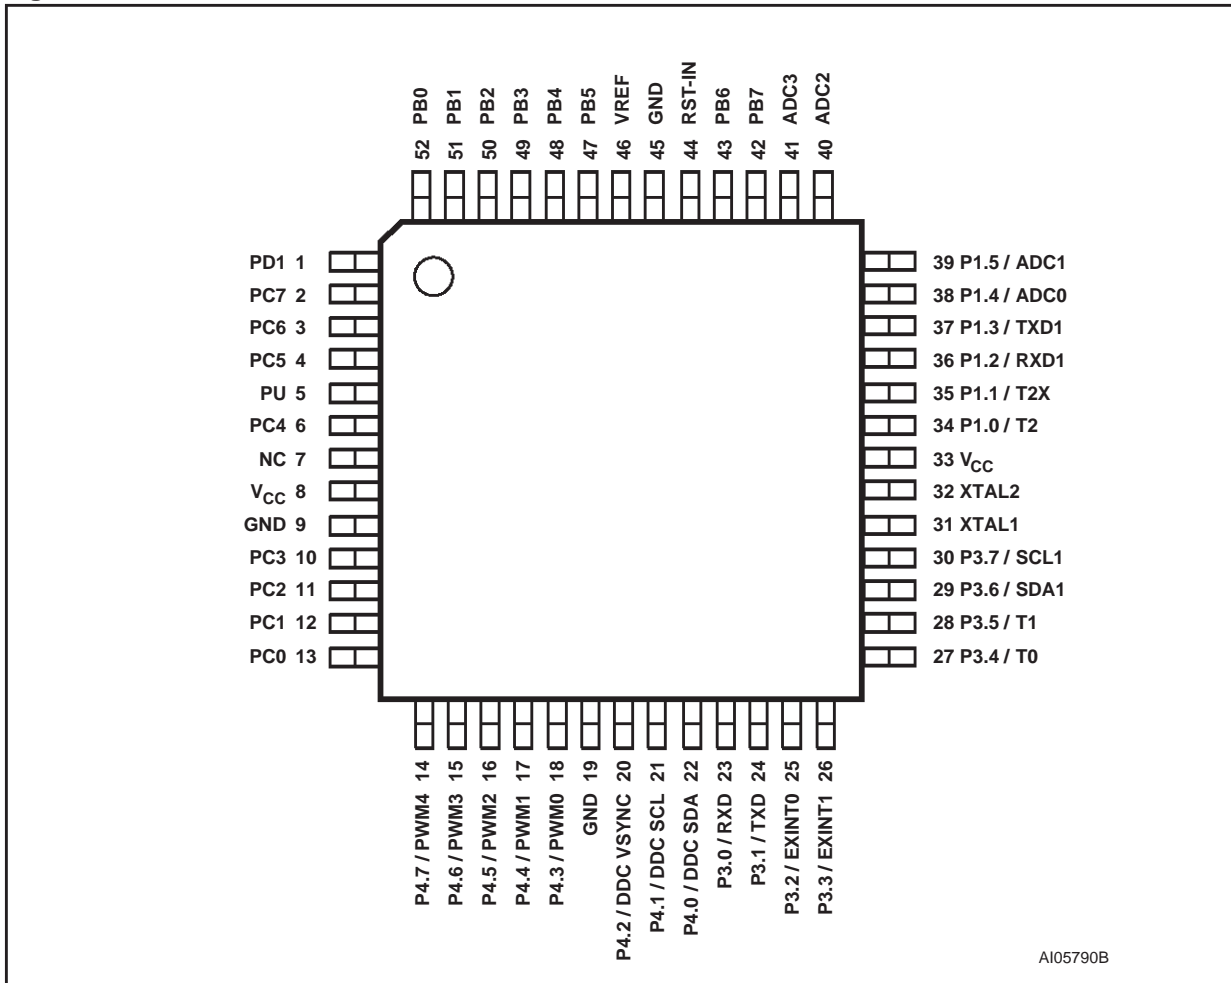 52 PB0
51 PB1
50 PB2
49 PB3
48 PB4
47 PB5
46 VREF
45 GND
44 RST-IN
43 PB6
42 PB7
41 ADC3
40 ADC2
PD1 1
PC7 2
PC6 3
PC5 4
PU 5
PC4 6
NC 7
VCC 8
GND 9
PC3 10
PC2 11
PC1 12
PC0 13
39 P1.5 / ADC1
38 P1.4 / ADC0
37 P1.3 / TXD1
36 P1.2 / RXD1
35 P1.1 / T2X
34 P1.0 / T2
33 VCC
32 XTAL2
31 XTAL1
30 P3.7 / SCL1
29 P3.6 / SDA1
28 P3.5 / T1
27 P3.4 / T0
P4.7 / PWM4 14
P4.6 / PWM3 15
P4.5 / PWM2 16
P4.4 / PWM1 17
P4.3 / PWM0 18
GND 19
P4.2 / DDC VSYNC 20
P4.1 / DDC SCL 21
P4.0 / DDC SDA 22
P3.0 / RXD 23
P3.1 / TXD 24
P3.2 / EXINT0 25
P3.3 / EXINT1 26
AI05790B